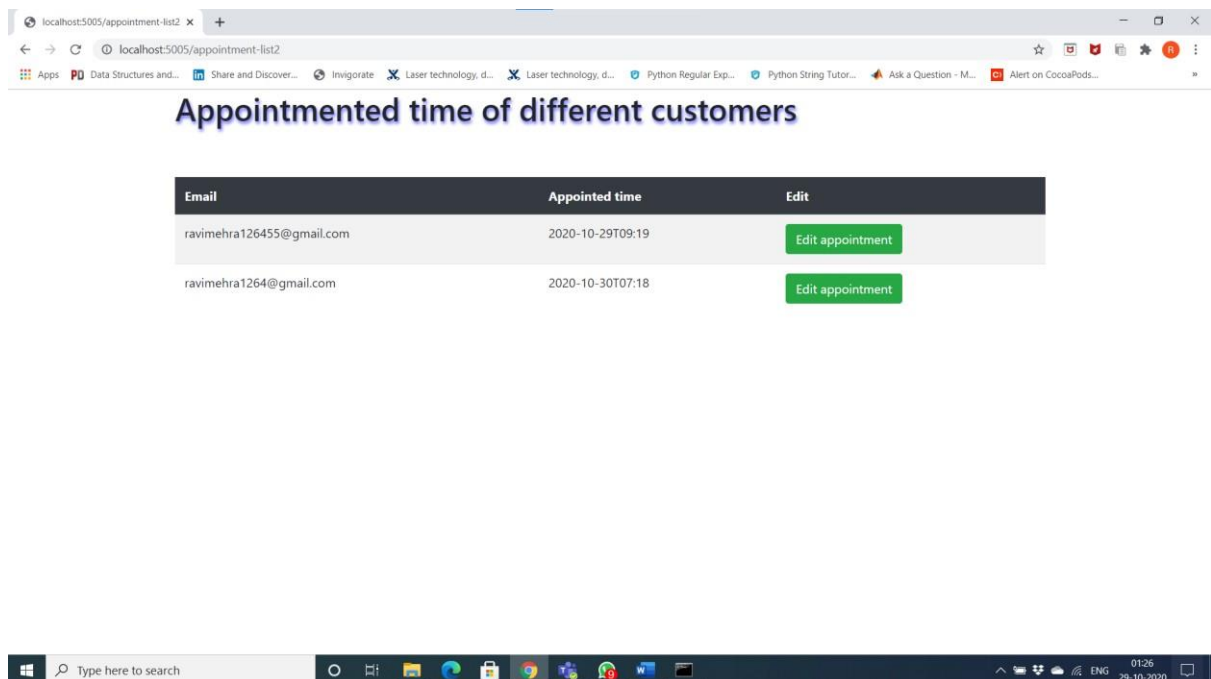 localhost:5005/appointment-list2
localhost:5005/appointment-list2
Apps Data Structures and... Share and Discover... Invigorate Laser technology, d... Laser technology, d... Python Regular Exp... Python String Tutor... Ask a Question - M... Alert on CocoaPods... »
Appointmented time of different customers
Email Appointed time Edit
ravimehra126455@gmail.com 2020-10-29T09:19 Edit appointment
ravimehra1264@gmail.com 2020-10-30T07:18 Edit appointment
Type here to search ENG 01:26
29-10-2020